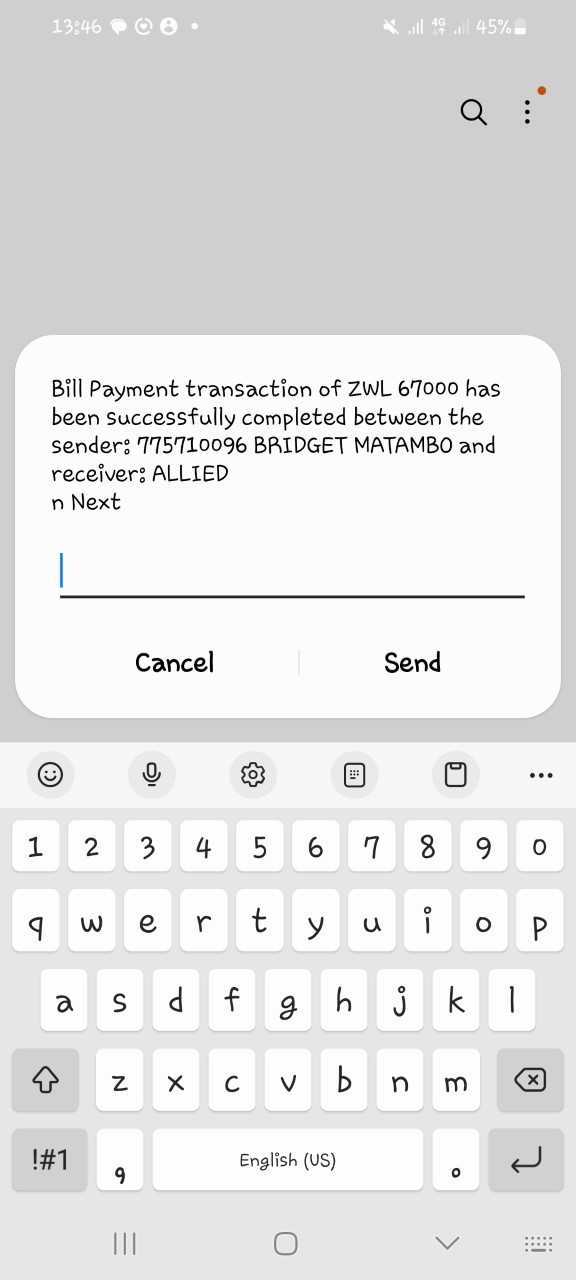 13:46 4G 45%
Bill Payment transaction of ZWL 67000 has
been successfully completed between the
sender: 775710096 BRIDGET MATAMBO and
receiver: ALLIED
n Next
Cancel Send
1 2 3 4 5 6 7 8 9 0
q w e r t y u i o p
a s d f g h j k l
z x c v b n m
!#1 , English (US) .